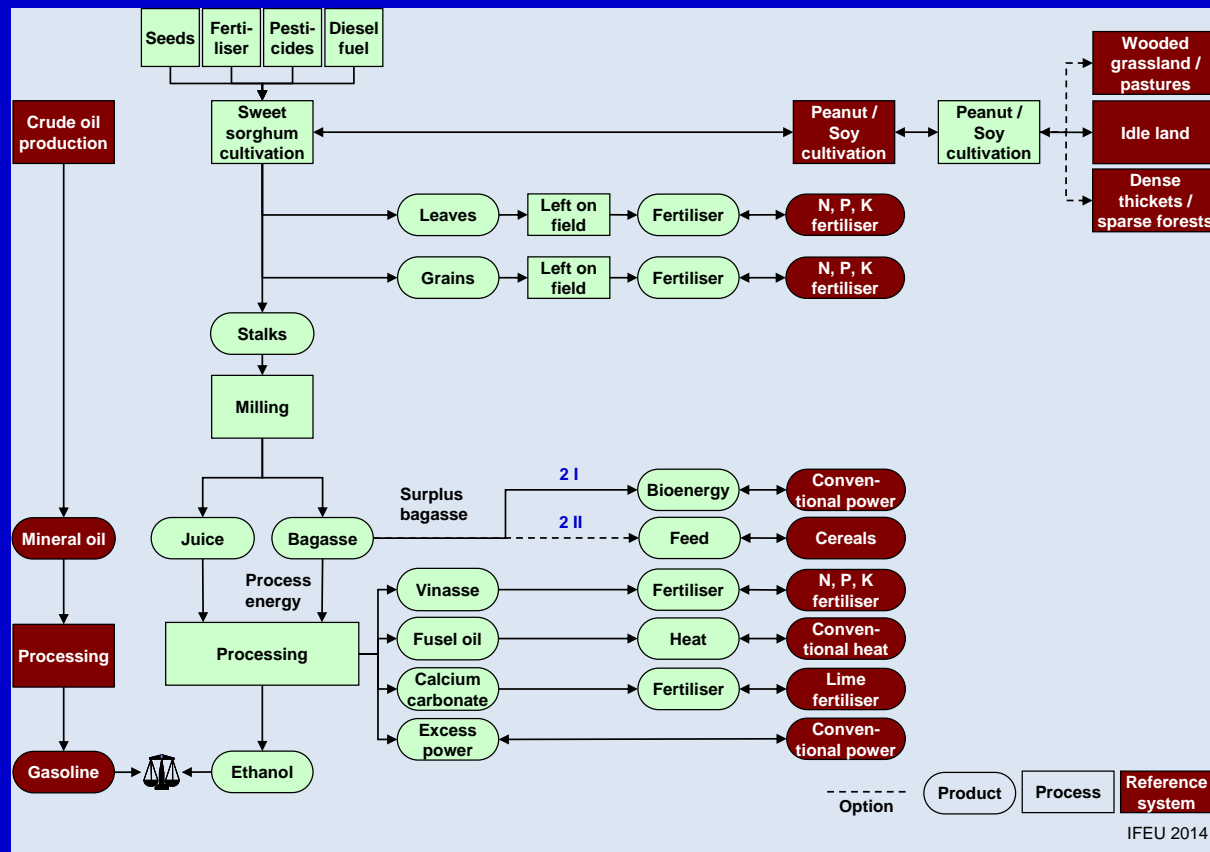 Seeds
Ferti-
liser
Pesti-
cides
Diesel
fuel
Wooded
grassland /
pastures
Crude oil
production
Sweet
sorghum
cultivation
Peanut /
Soy
cultivation
Peanut /
Soy
cultivation
Idle land
Dense
thickets /
sparse forests
Leaves
Left on
field
Fertiliser
N, P, K
fertiliser
Grains
Left on
field
Fertiliser
N, P, K
fertiliser
Stalks
Milling
Surplus
bagasse
2 I
Bioenergy
Conven-
tional power
Mineral oil
Juice
Bagasse
2 II
Feed
Cereals
Process
energy
Vinasse
Fertiliser
N, P, K
fertiliser
Processing
Processing
Fusel oil
Heat
Conven-
tional heat
Calcium
carbonate
Fertiliser
Lime
fertiliser
Excess
power
Conven-
tional power
Gasoline
Ethanol
Option
Product
Process
Reference
system
IFEU 2014